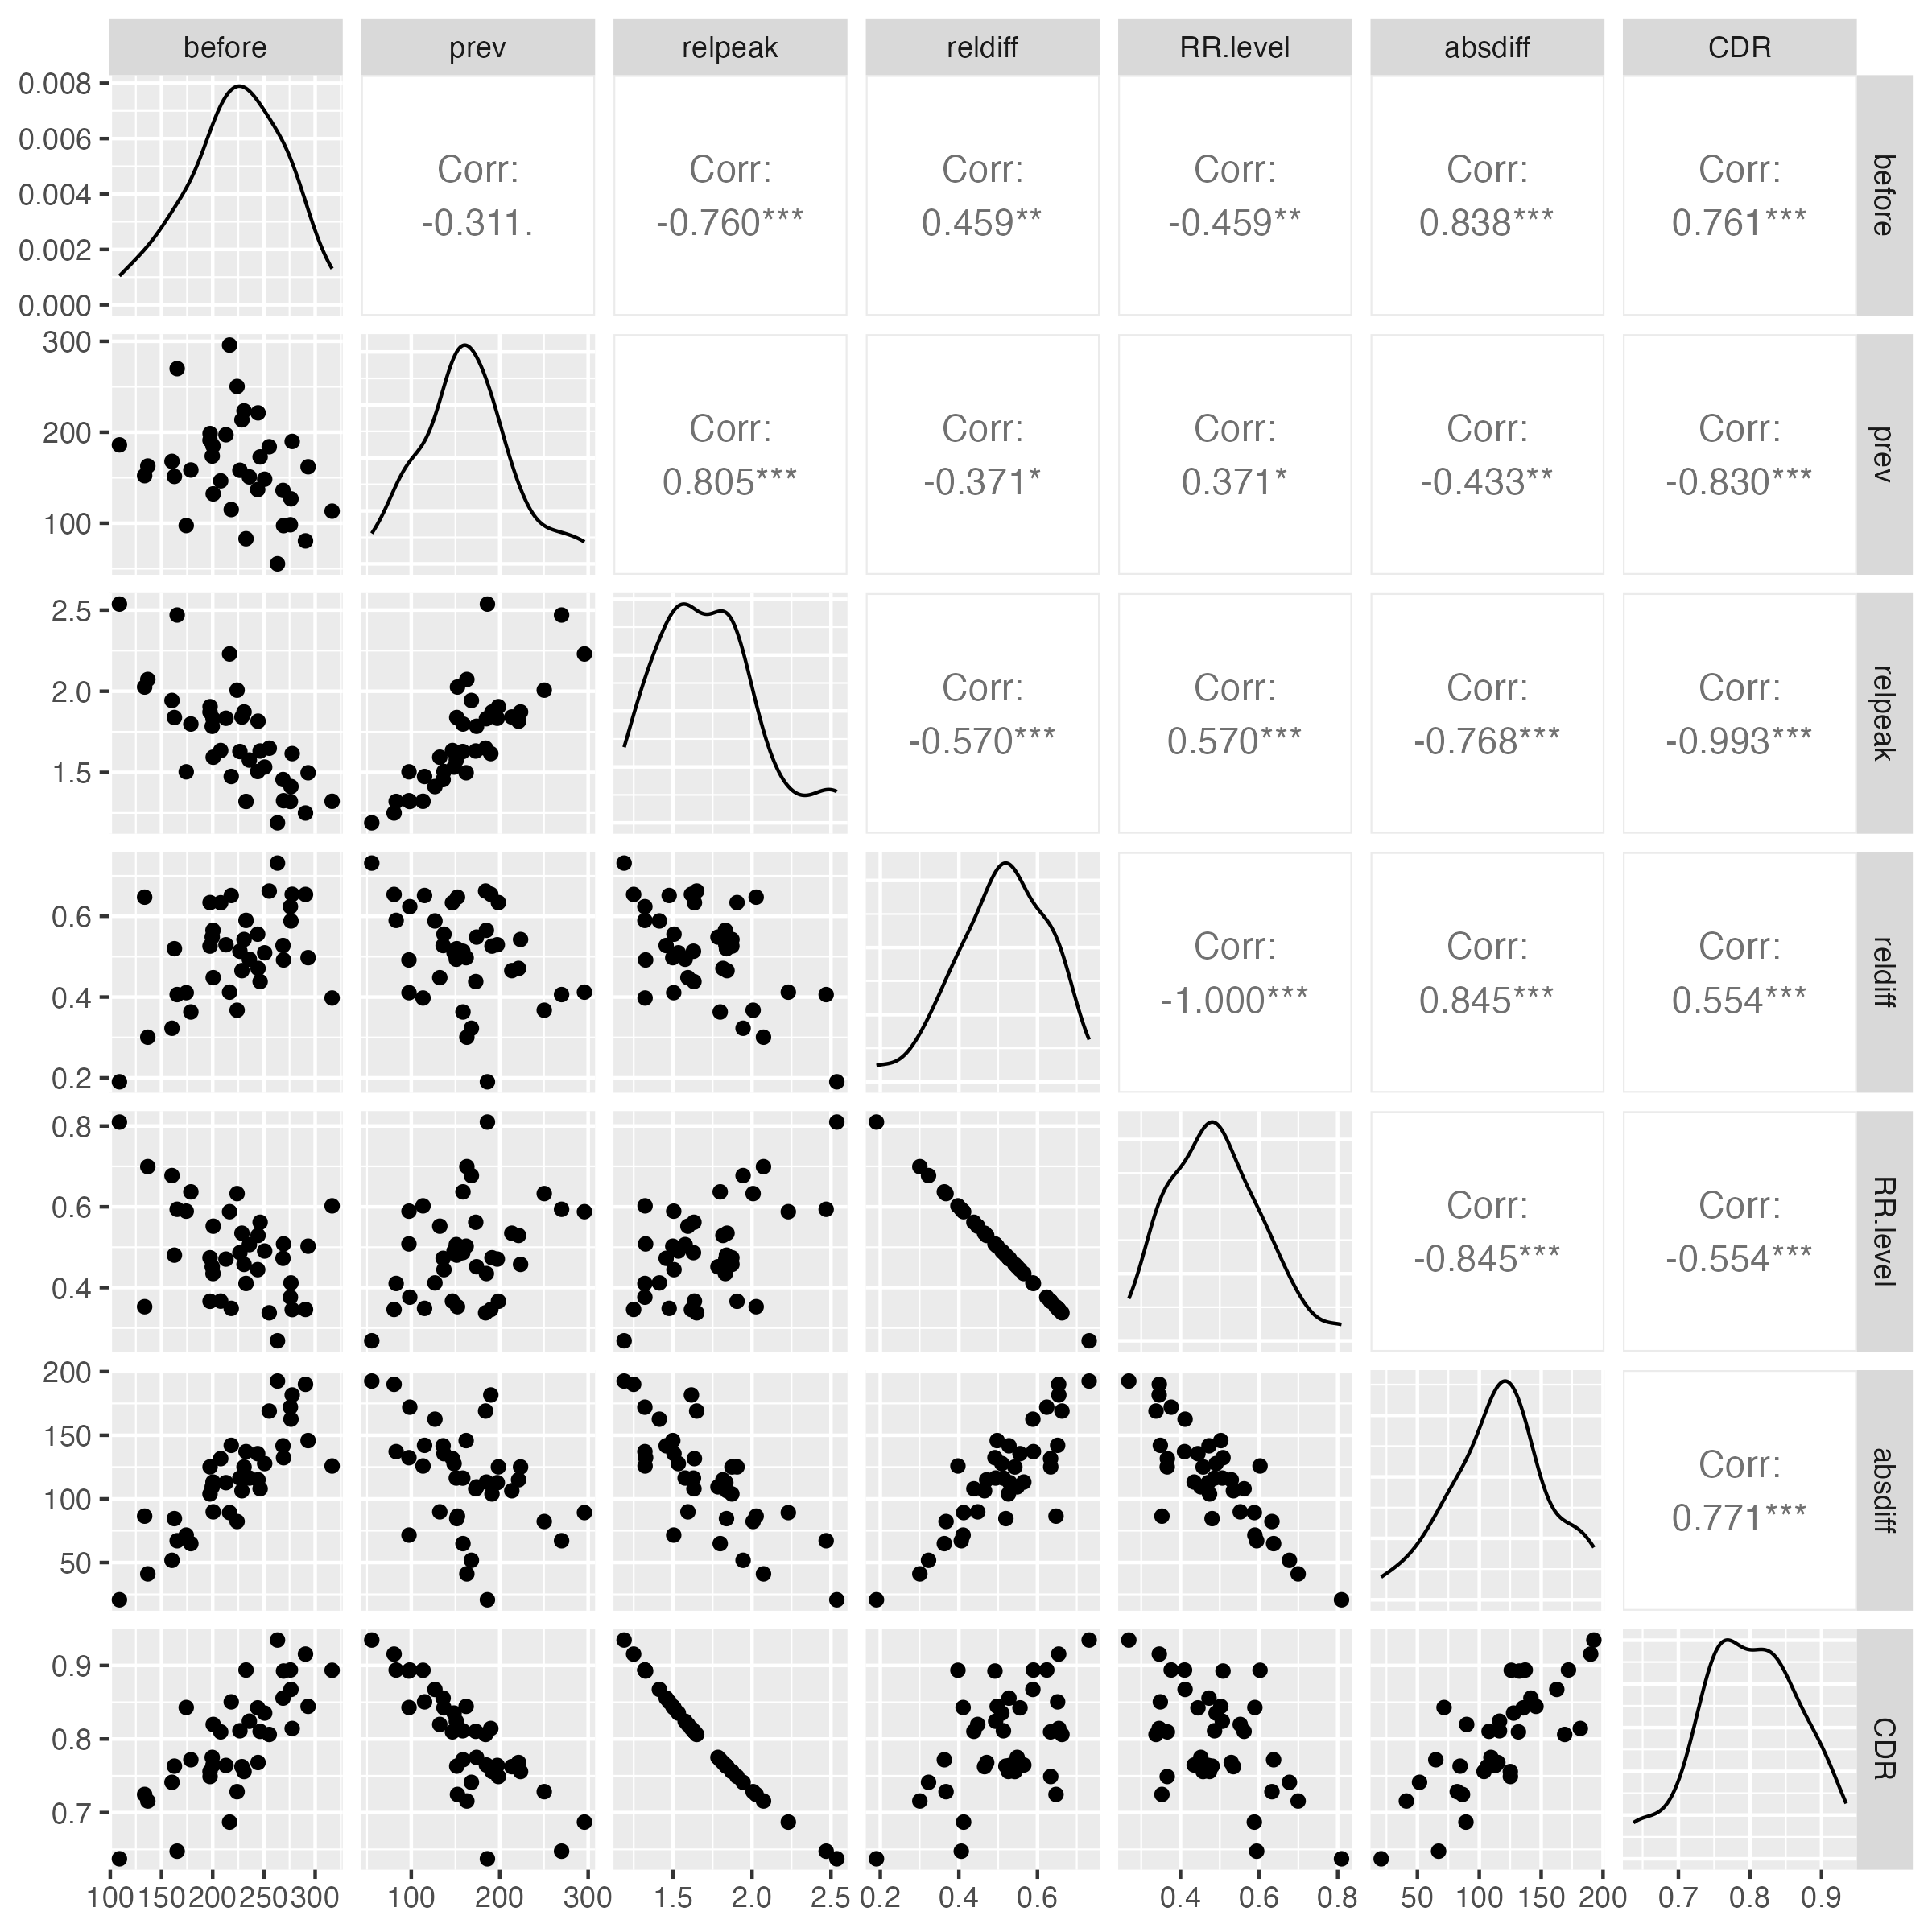 before prev relpeak reldiff RR.level absdiff CDR
0.008
0.006
0.004
0.002
0.000
Corr: Corr: Corr: Corr: Corr: Corr:
-0.311. -0.760*** 0.459** -0.459** 0.838*** 0.761***
before
300
200
100
Corr: Corr: Corr: Corr: Corr:
0.805*** -0.371* 0.371* -0.433** -0.830***
prev
2.5
2.0
1.5
Corr: Corr: Corr: Corr:
-0.570*** 0.570*** -0.768*** -0.993***
relpeak
0.6
0.4
0.2
Corr: Corr: Corr:
-1.000*** 0.845*** 0.554***
reldiff
0.8
0.6
0.4
Corr: Corr:
-0.845*** -0.554***
RR.level
200
150
100
50
Corr:
0.771***
absdiff
0.9
0.8
0.7
CDR
100 150 200 250 300 100 200 300 1.5 2.0 2.5 0.2 0.4 0.6 0.4 0.6 0.8 50 100 150 200 0.7 0.8 0.9